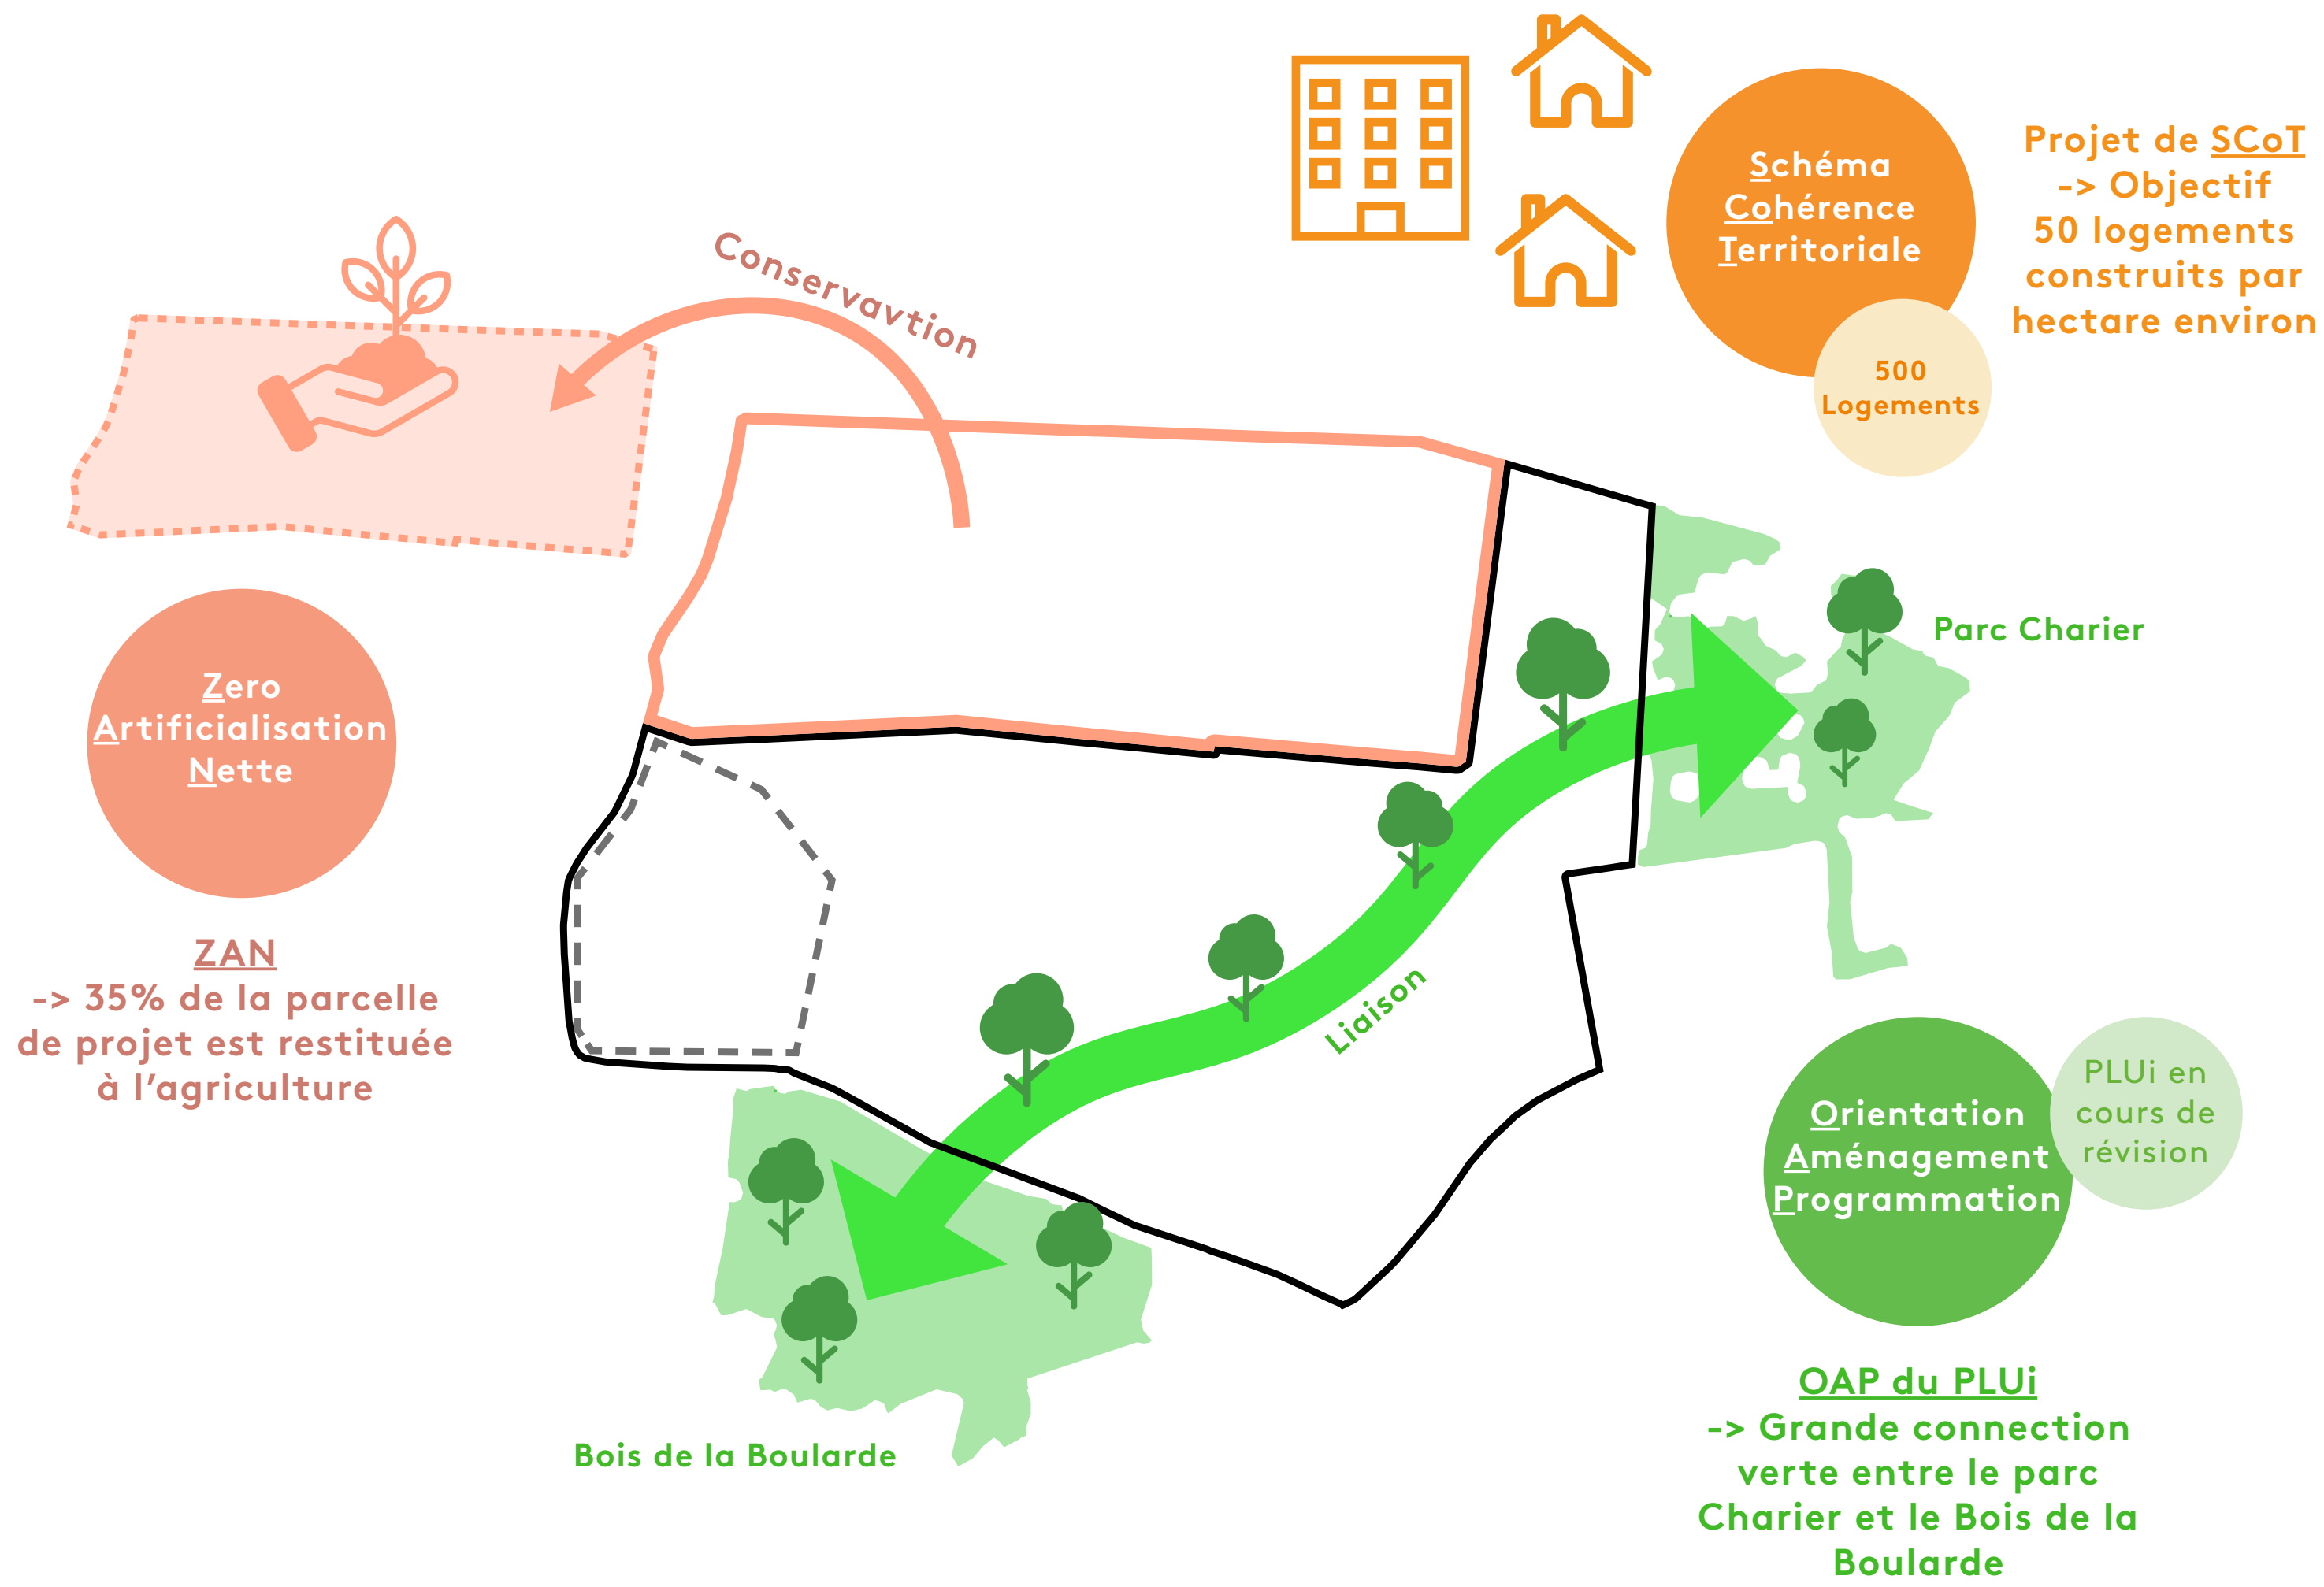 Conservavtion
Schéma
Cohérence
Territoriale
500
Logements
Projet de SCoT
-> Objectif
50 logements
construits par
hectare environ
Zero
Artificialisation
Nette
ZAN
-> 35% de la parcelle
de projet est restituée
à l’agriculture
Parc Charier
Liaison
Bois de la Boularde
Orientation
Aménagement
Programmation
PLUi en
cours de
révision
OAP du PLUi
-> Grande connection
verte entre le parc
Charier et le Bois de la
Boularde